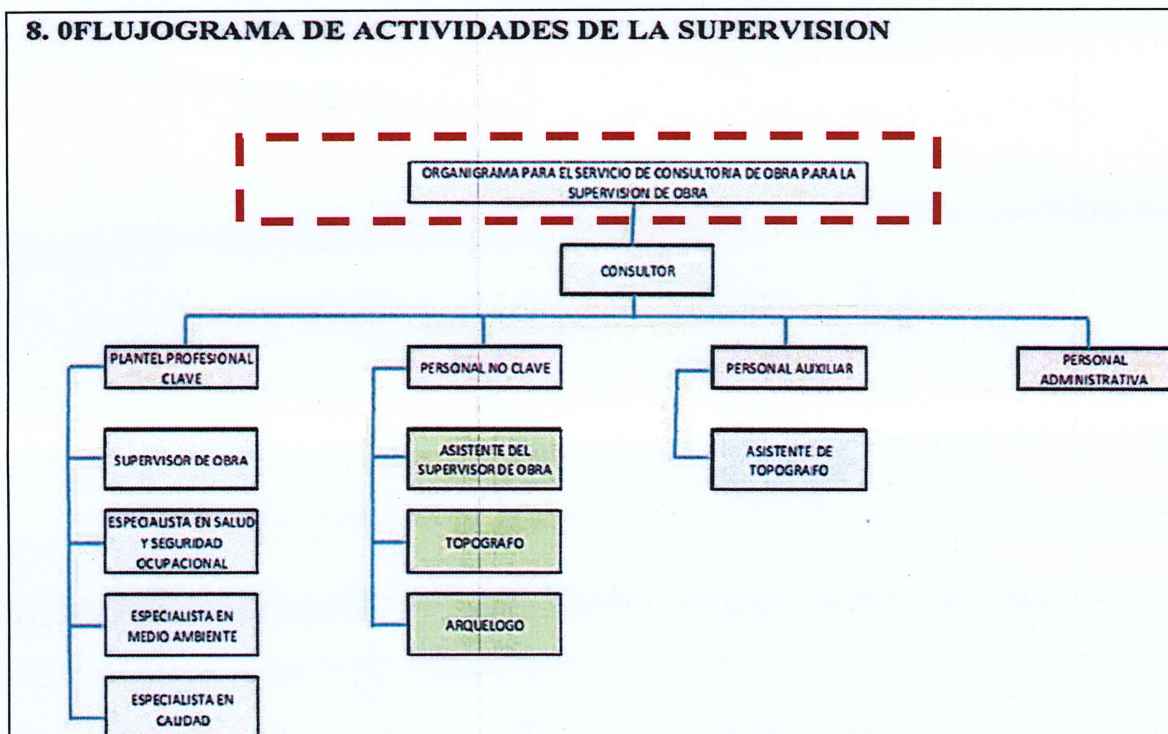 8. 0FLUJOGRAMA DE ACTIVIDADES DE LA SUPERVISION
ORGANIGRAMA PARA EL SERVICIO DE CONSULTORIA DE OBRA PARA LA
SUPERVISION DE OBRA
CONSULTOR
PLANTEL PROFESIONAL
CLAVE
SUPERVISOR DE OBRA
ESPECIALISTA EN SALUD
Y SEGURIDAD
OCUPACIONAL
ESPECIALISTA EN
MEDIO AMBIENTE
ESPECIALISTA EN
CALIDAD
PERSONAL NO CLAVE
ASISTENTE DEL
SUPERVISOR DE OBRA
TOPOGRAFO
ARQUELOGO
PERSONAL AUXILIAR
ASISTENTE DE
TOPOGRAFO
PERSONAL
ADMINISTRATIVA